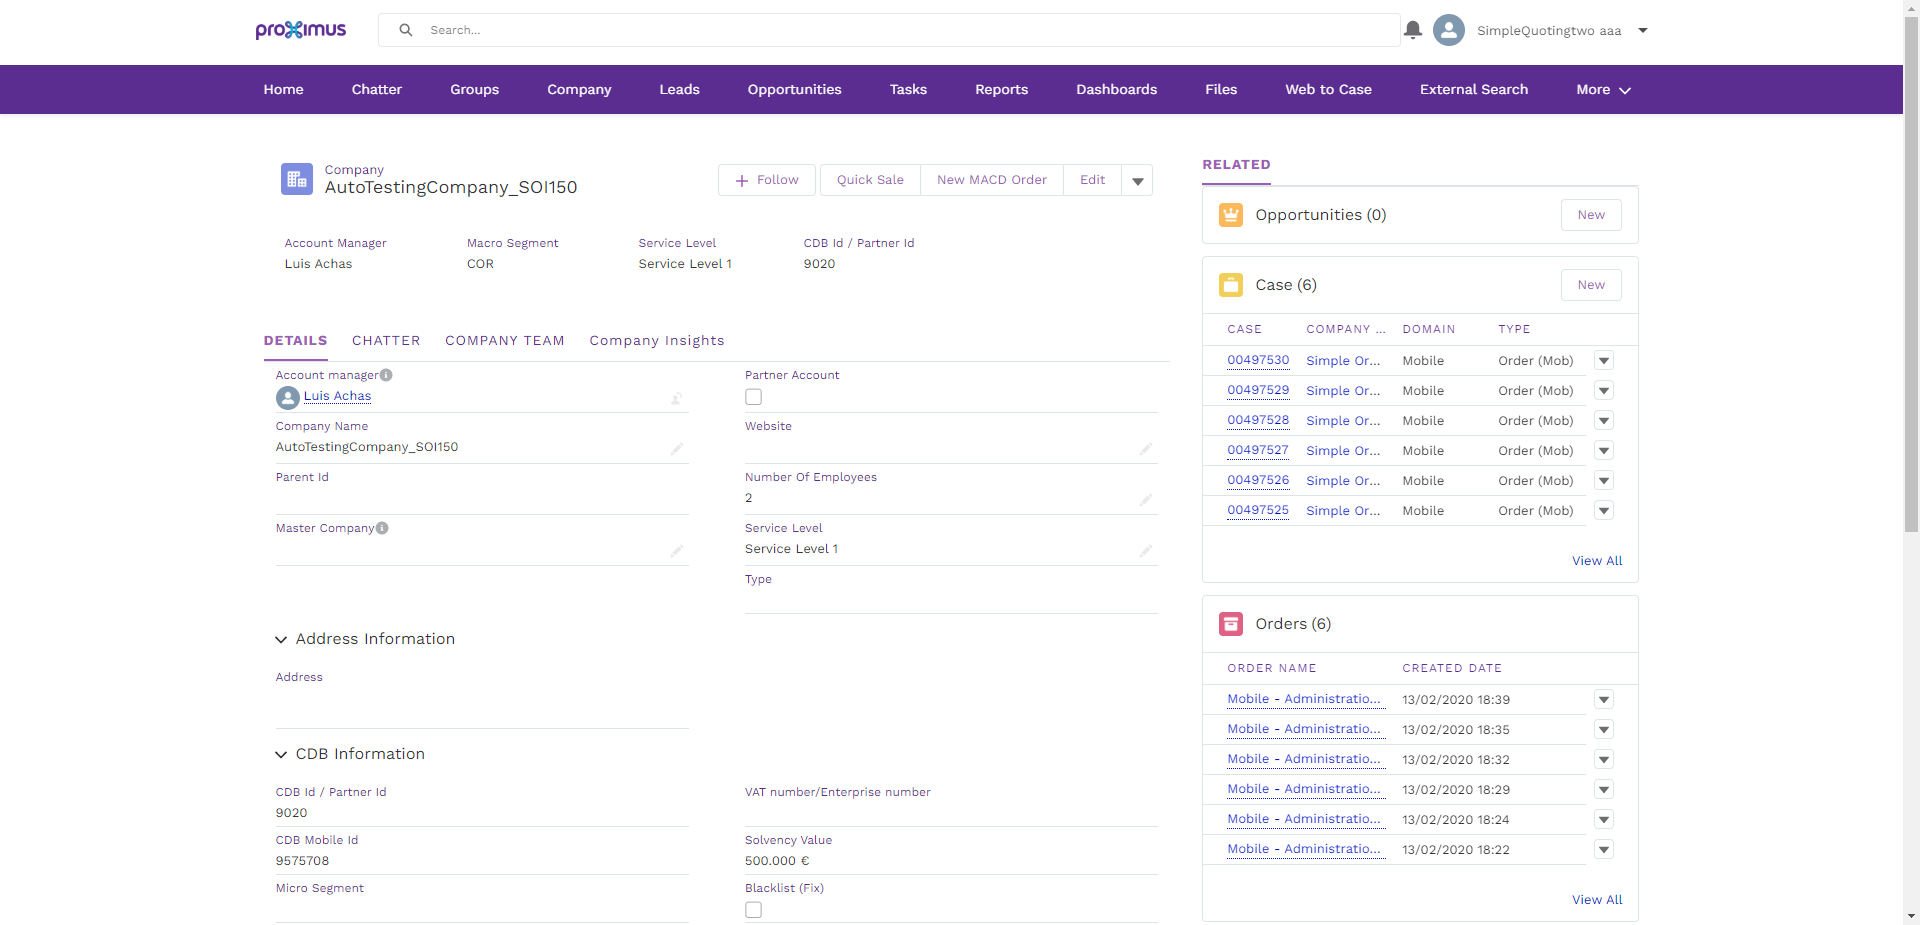 proximus
Search...
SimpleQuotingtwo aaa
Home Chatter Groups Company Leads Opportunities Tasks Reports Dashboards Files Web to Case External Search More
Company
AutoTestingCompany_SOI150
Follow Quick Sale New MACD Order Edit
Account Manager Macro Segment Service Level CDB Id / Partner Id
Luis Achas COR Service Level 1 9020
DETAILS CHATTER COMPANY TEAM Company Insights
Account manager Partner Account
Luis Achas
Company Name Website
AutoTestingCompany_SOI150
Parent Id Number Of Employees
2
Master Company Service Level
Service Level 1
Type
Address Information
Address
CDB Information
CDB Id / Partner Id VAT number/Enterprise number
9020
CDB Mobile Id Solvency Value
9575708 500.000 €
Micro Segment Blacklist (Fix)
RELATED
Opportunities (0) New
Case (6) New
CASE COMPANY ... DOMAIN TYPE
00497530 Simple Or... Mobile Order (Mob)
00497529 Simple Or... Mobile Order (Mob)
00497528 Simple Or... Mobile Order (Mob)
00497527 Simple Or... Mobile Order (Mob)
00497526 Simple Or... Mobile Order (Mob)
00497525 Simple Or... Mobile Order (Mob)
View All
Orders (6)
ORDER NAME CREATED DATE
Mobile - Administratio... 13/02/2020 18:39
Mobile - Administratio... 13/02/2020 18:35
Mobile - Administratio... 13/02/2020 18:32
Mobile - Administratio... 13/02/2020 18:29
Mobile - Administratio... 13/02/2020 18:24
Mobile - Administratio... 13/02/2020 18:22
View All